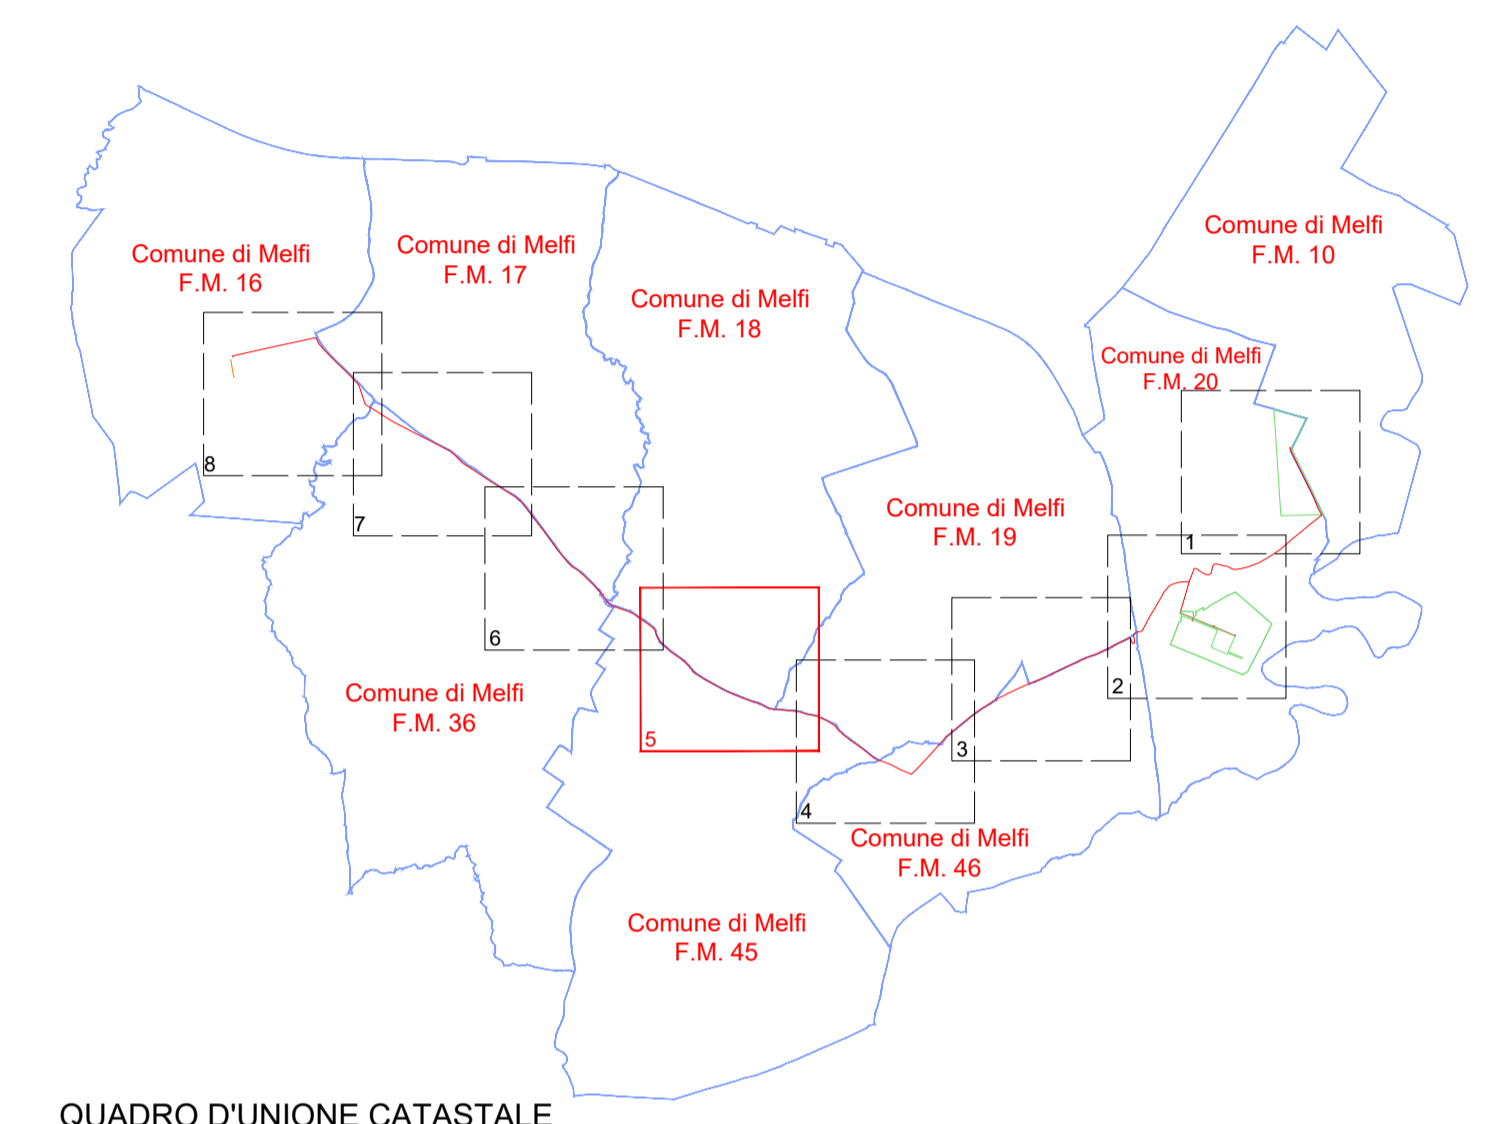 Comune di Melfi
F.M. 10
Comune di Melfi
F.M. 16
Comune di Melfi
F.M. 17
Comune di Melfi
F.M. 18
Comune di Melfi
F.M. 20
8
Comune di Melfi
F.M. 19
7
1
6
Comune di Melfi
F.M. 36
2
5
3
4
Comune di Melfi
F.M. 46
Comune di Melfi
F.M. 45
QUADRO D'UNIONE CATASTALE